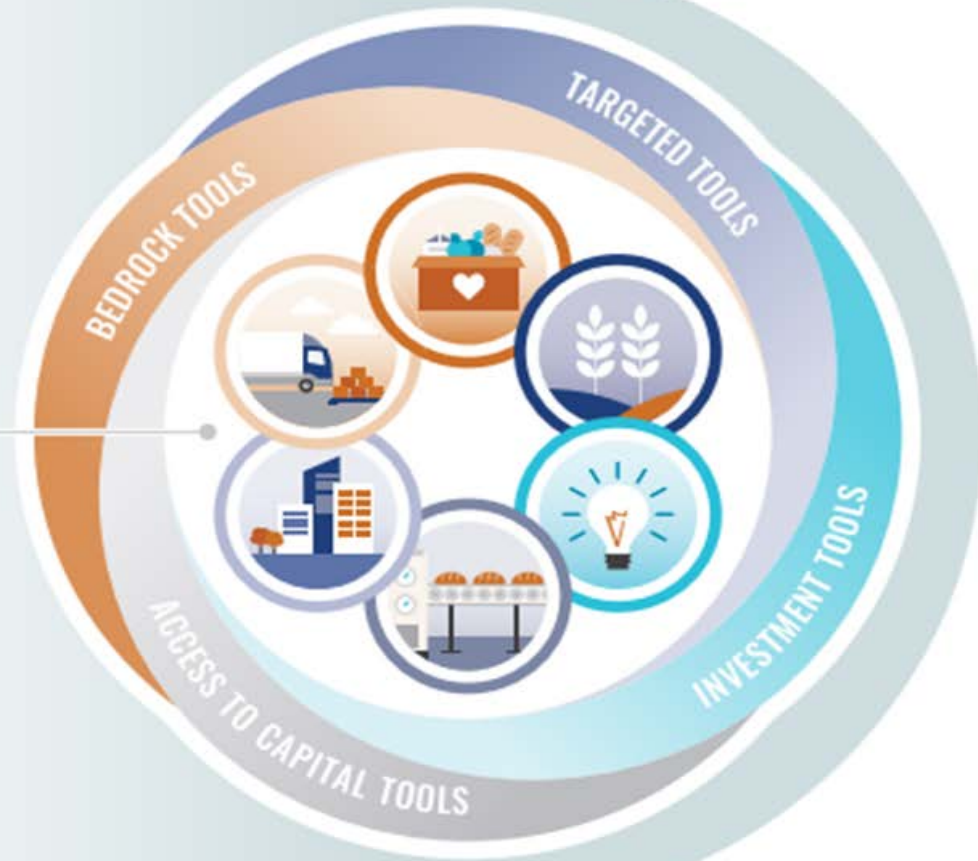 TARGETED TOOLS
BEDROCK TOOLS
INVESTMENT TOOLS
ACCESS TO CAPITAL TOOLS